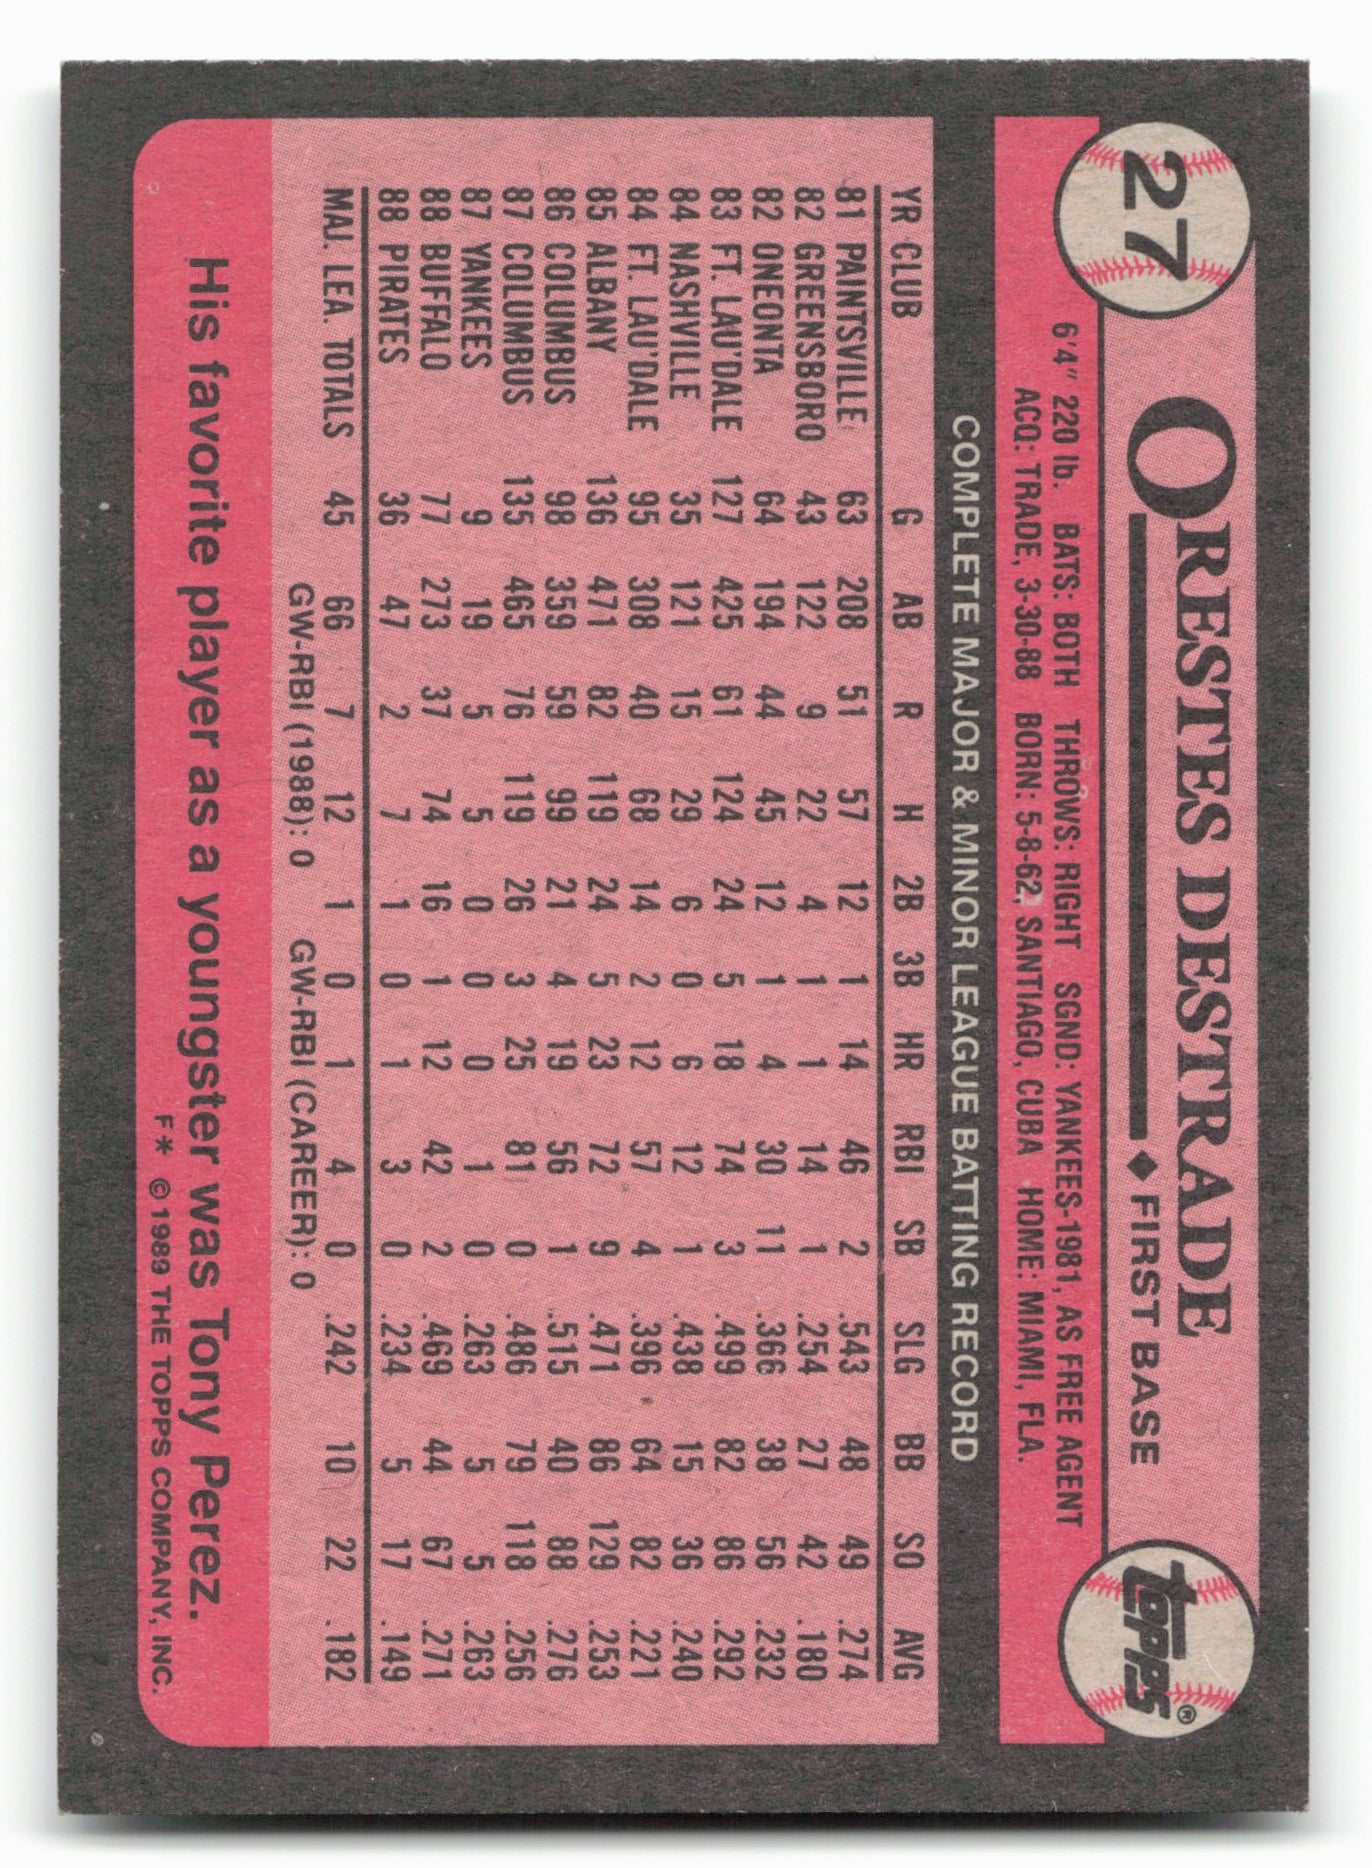 27
ORESTES DESTRADE
◆ FIRST BASE
Topps®
6'4" 220 lb. BATS: BOTH THROWS: RIGHT SGND: YANKEES-1981, AS FREE AGENT
ACQ: TRADE, 3-30-88 BORN: 5-8-62, SANTIAGO, CUBA HOME: MIAMI, FLA.
COMPLETE MAJOR & MINOR LEAGUE BATTING RECORD
YR CLUB G AB R H 2B 3B HR RBI SB SLG BB SO AVG
81 PAINTSVILLE 63 208 51 57 12 1 14 46 2 .543 48 49 .274
82 GREENSBORO 43 122 9 22 4 1 1 14 1 .254 27 42 .180
82 ONEONTA 64 194 44 45 12 1 4 30 11 .366 38 56 .232
83 FT. LAU'DALE 127 425 61 124 24 5 18 74 3 .499 82 86 .292
84 NASHVILLE 35 121 15 29 6 0 6 12 1 .438 15 36 .240
84 FT. LAU'DALE 95 308 40 68 14 2 12 57 4 .396 64 82 .221
85 ALBANY 136 471 82 119 24 5 23 72 9 .471 86 129 .253
86 COLUMBUS 98 359 59 99 21 4 19 56 1 .515 40 88 .276
87 COLUMBUS 135 465 76 119 26 3 25 81 0 .486 79 118 .256
87 YANKEES 9 19 5 5 0 0 0 1 0 .263 5 5 .263
88 BUFFALO 77 273 37 74 16 1 12 42 2 .469 44 67 .271
88 PIRATES 36 47 2 7 1 0 1 3 0 .234 5 17 .149
MAJ. LEA. TOTALS 45 66 7 12 1 0 1 4 0 .242 10 22 .182
GW-RBI (1988): 0 GW-RBI (CAREER): 0
His favorite player as a youngster was Tony Perez.
F* © 1989 THE TOPPS COMPANY, INC.